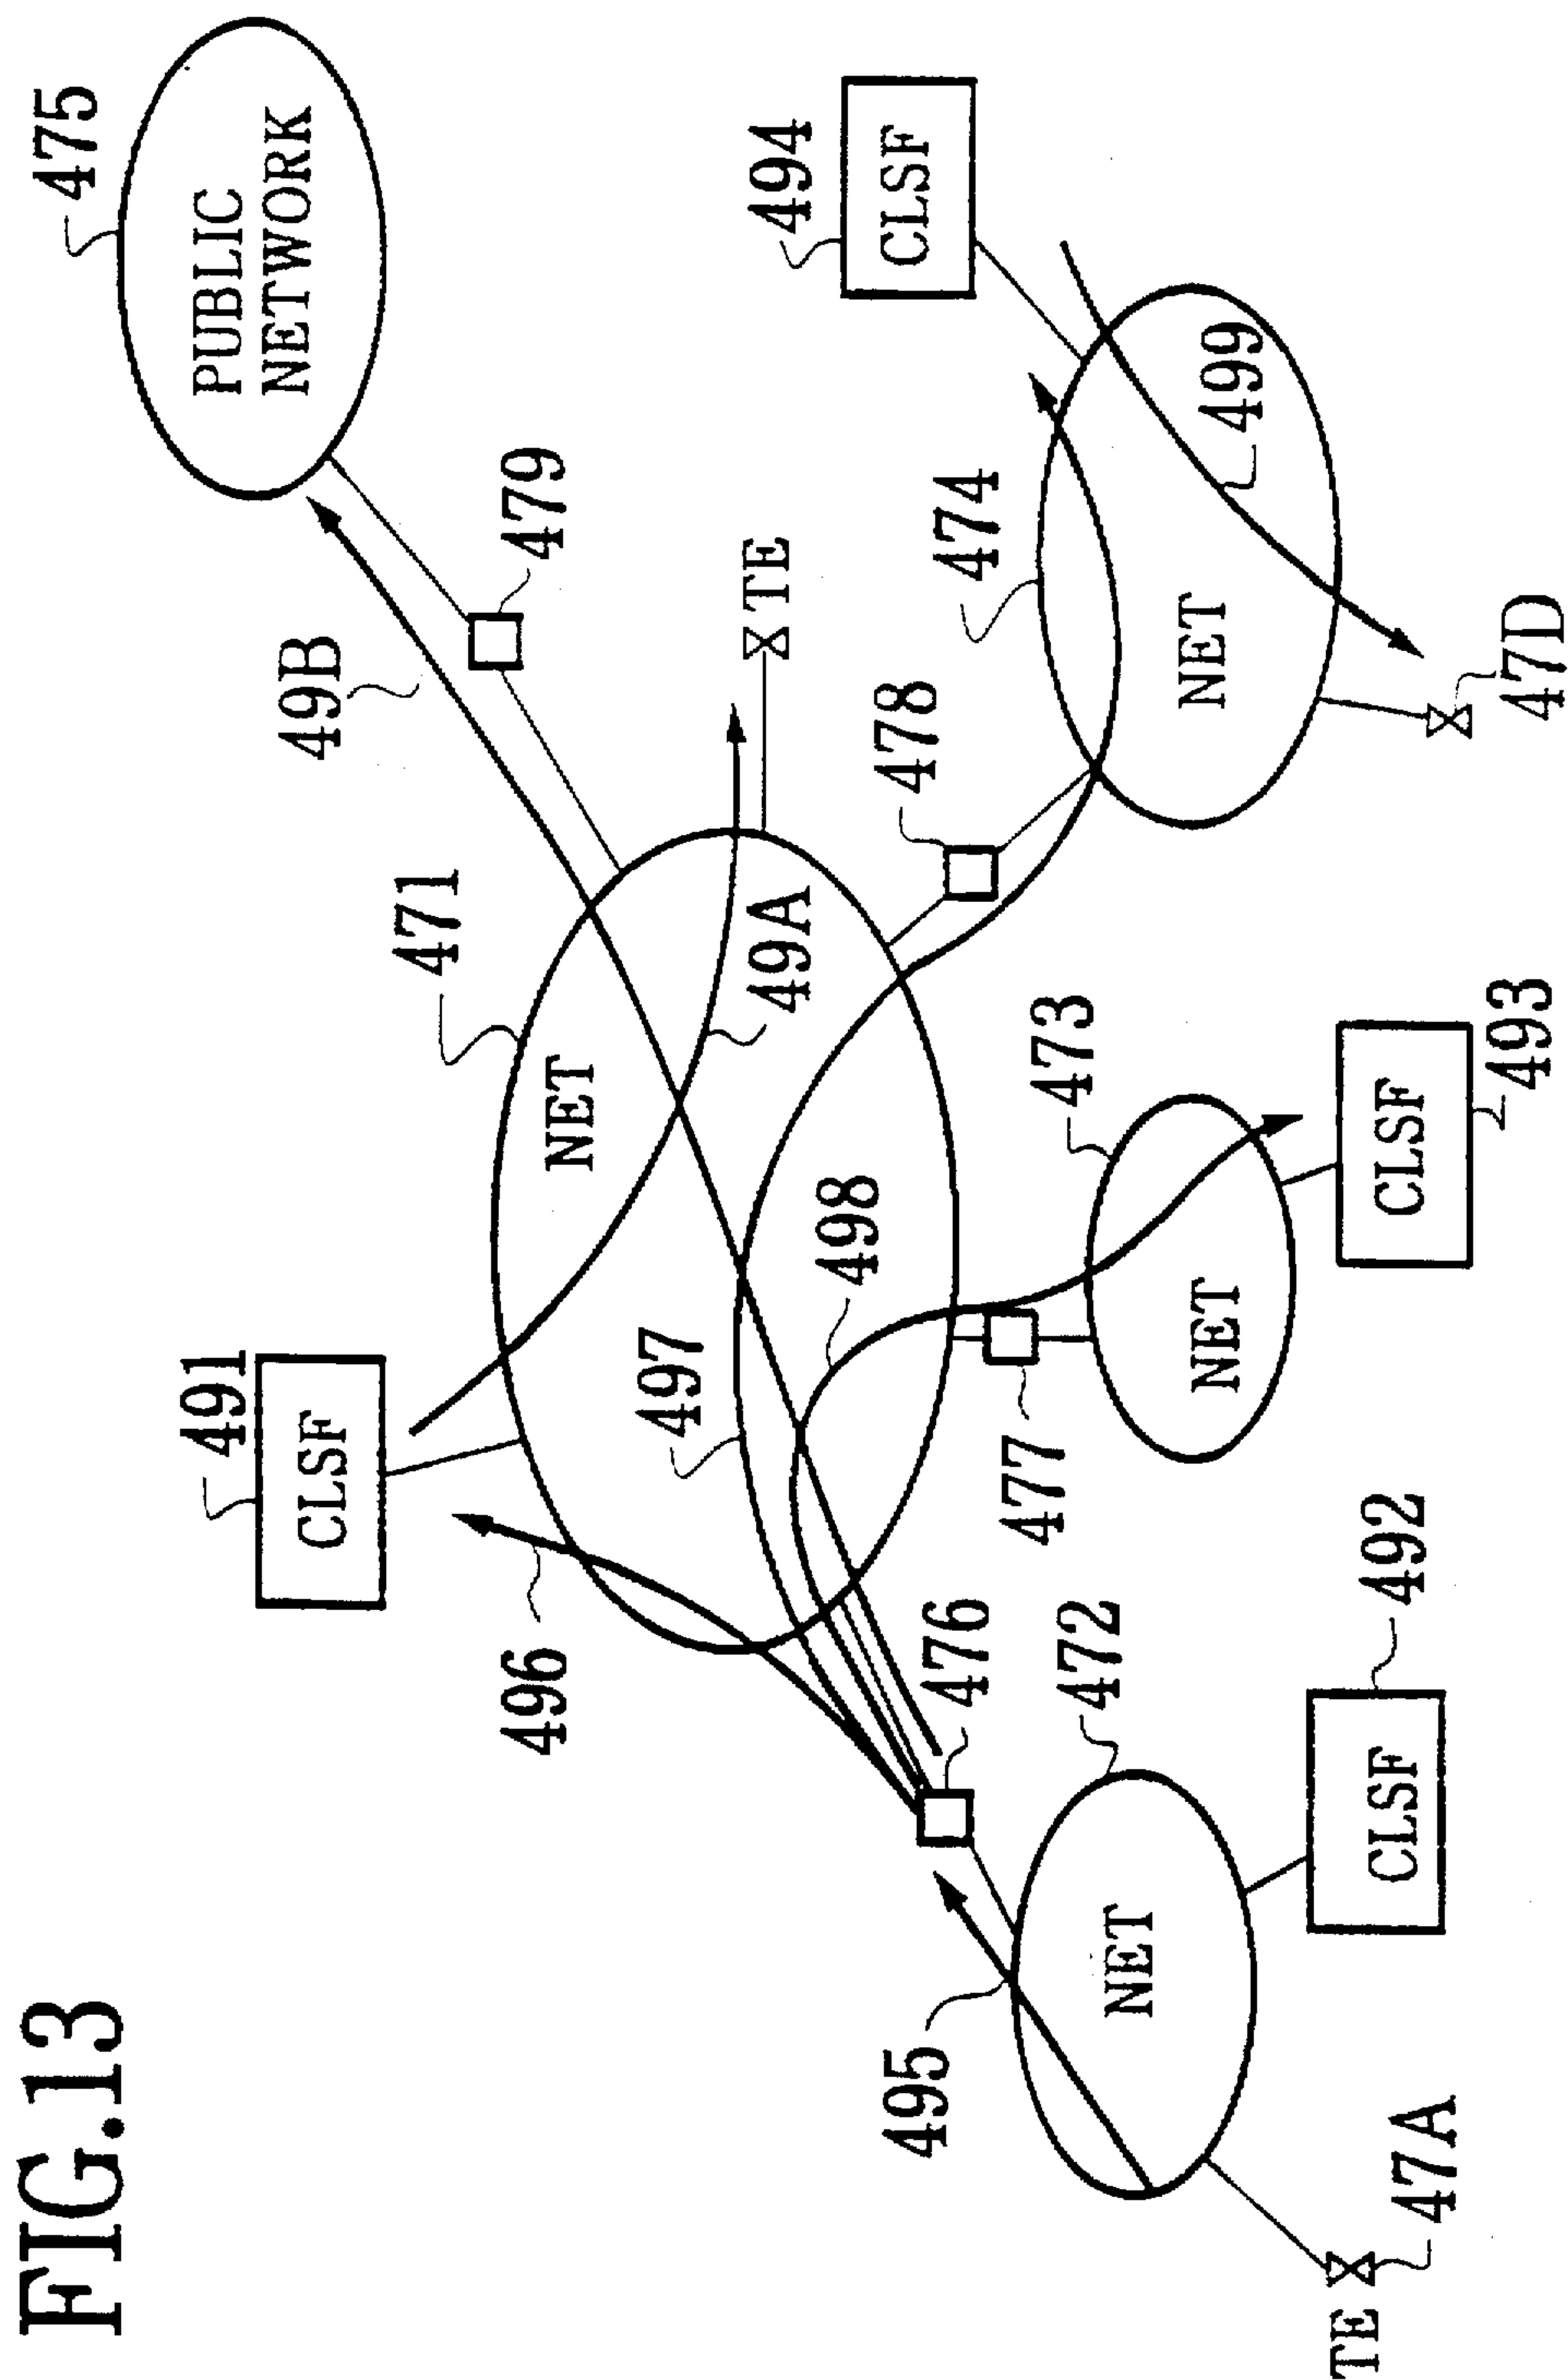 FIG.13
475
PUBLIC
NETWORK
49B
479
491
CLSF
471
NET
TE
494
CLSF
496
497
49A
478
474
499
498
476
495
472
NET
477
473
NET
NET
47D
TE
47A
492
CLSF
493
CLSF